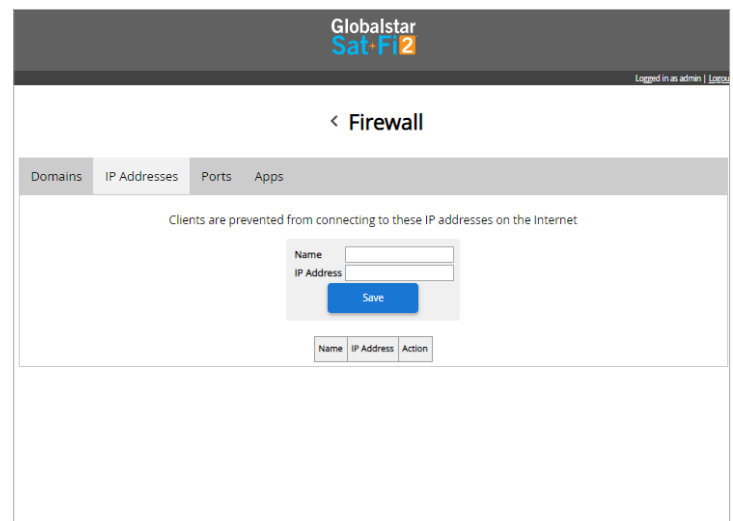 Globalstar
Sat-Fi2
Logged in as admin | Logou
< Firewall
Domains IP Addresses Ports Apps
Clients are prevented from connecting to these IP addresses on the Internet
Name
IP Address
Save
Name IP Address Action